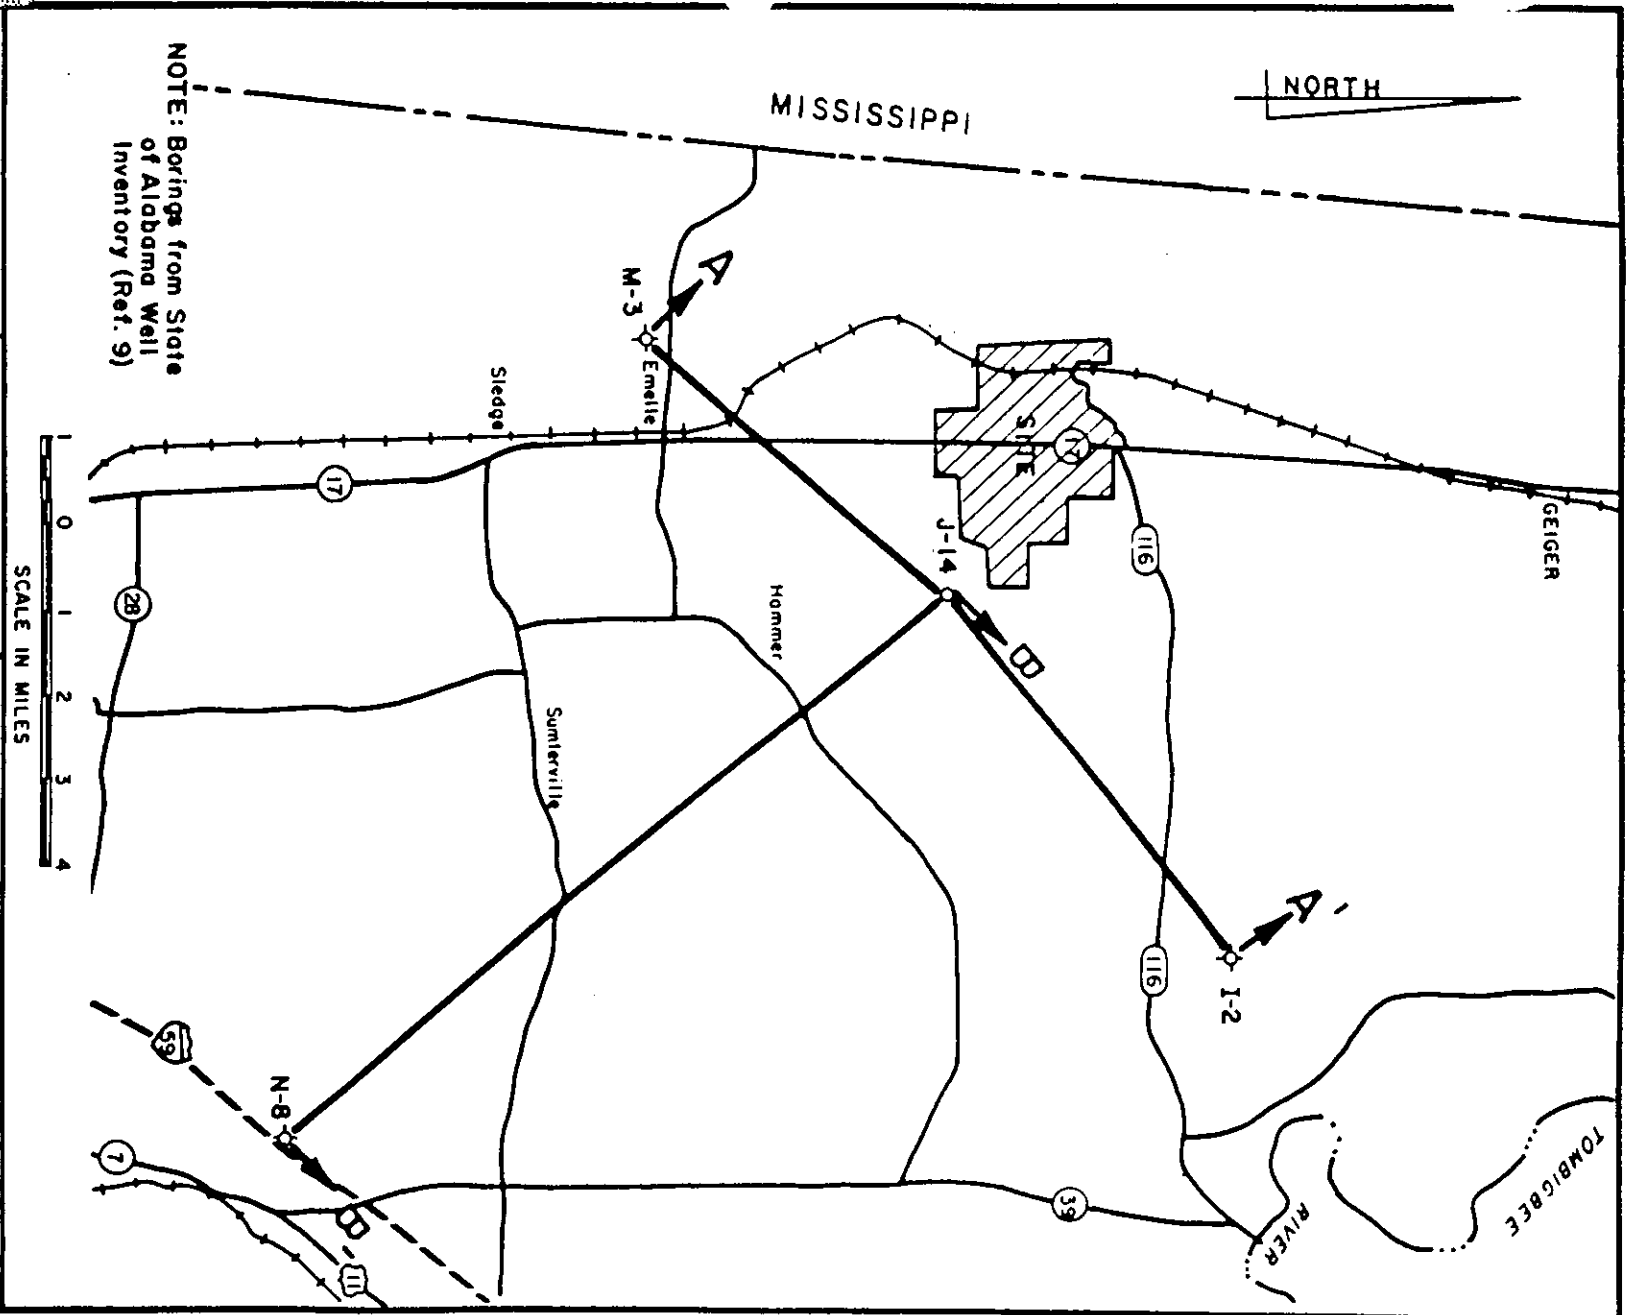 NORTH
MISSISSIPPI
NOTE: Borings from State
of Alabama Well
Inventory (Ref. 9)
A
M-3
Emelle
Sledge
SITE
17
GEIGER
116
J-14
B
Hammer
17
28
Sumterville
A'
I-2
116
TOMBIGBEE
RIVER
39
59
N-8
B'
7
11
1 0 1 2 3 4
SCALE IN MILES